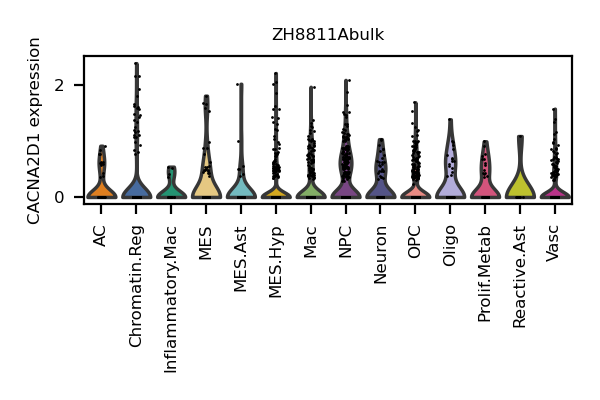 ZH8811Abulk
CACNA2D1 expression
2
0
AC
Chromatin.Reg
Inflammatory.Mac
MES
MES.Ast
MES.Hyp
Mac
NPC
Neuron
OPC
Oligo
Prolif.Metab
Reactive.Ast
Vasc